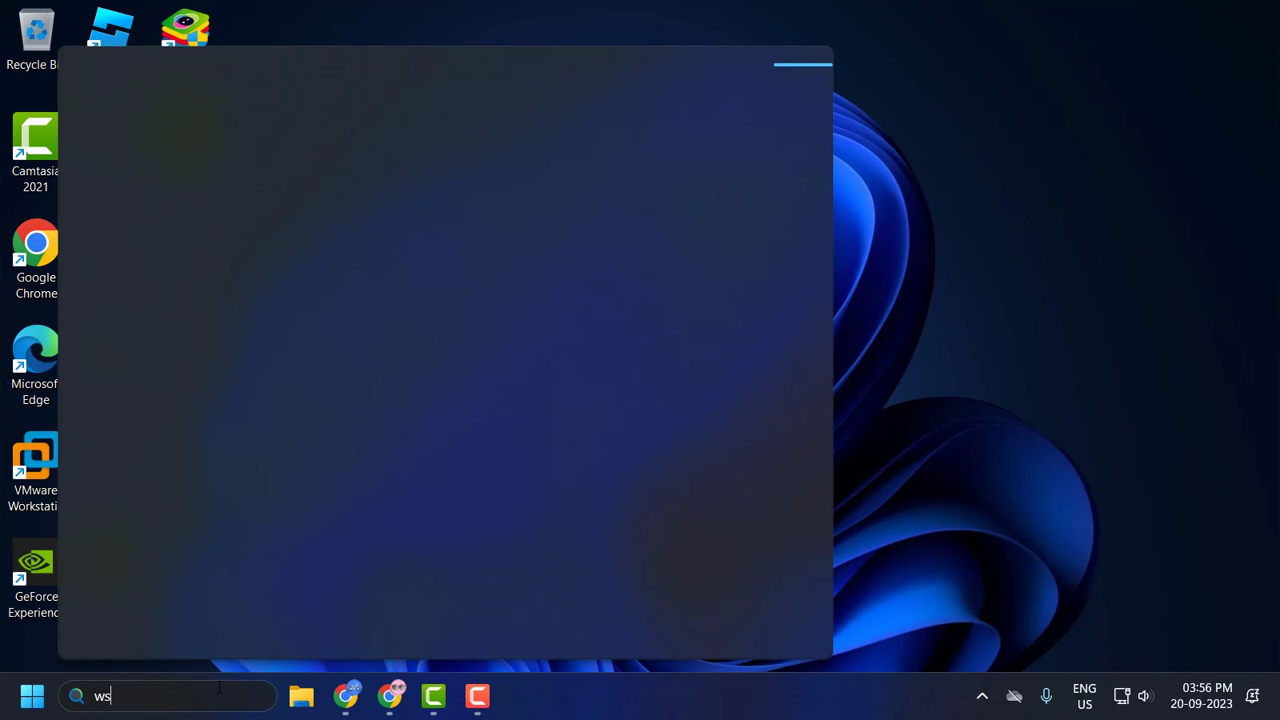 Recycle Bi
Camtasia
2021
Google
Chrome
Microsof
Edge
VMware
Workstati
GeForce
Experienc
ws
ENG
US
03:56 PM
20-09-2023